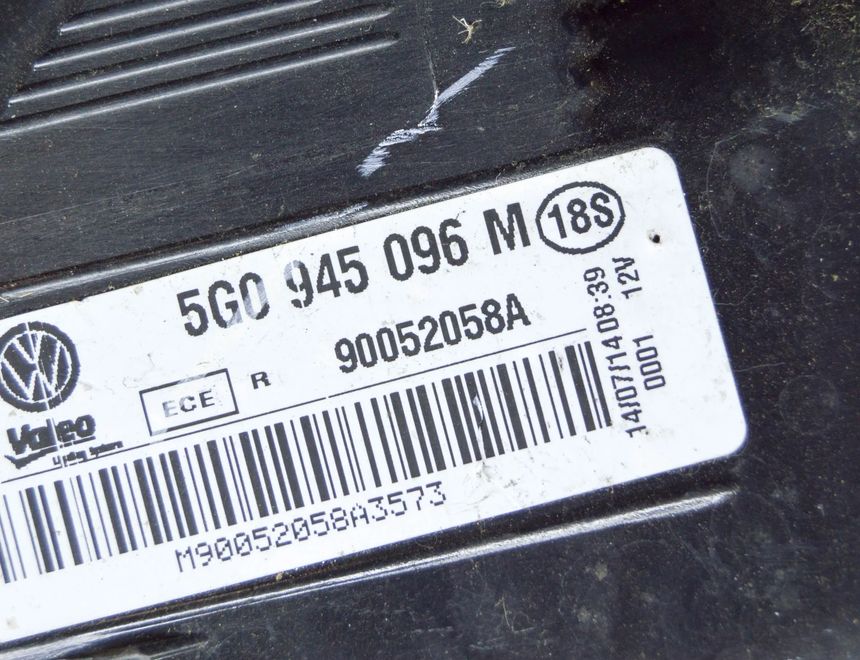 5G0 945 096 M 18S
90052058A
ECE R
Valeo
M90052058A3573
14/07/14 08:39
0001 12V